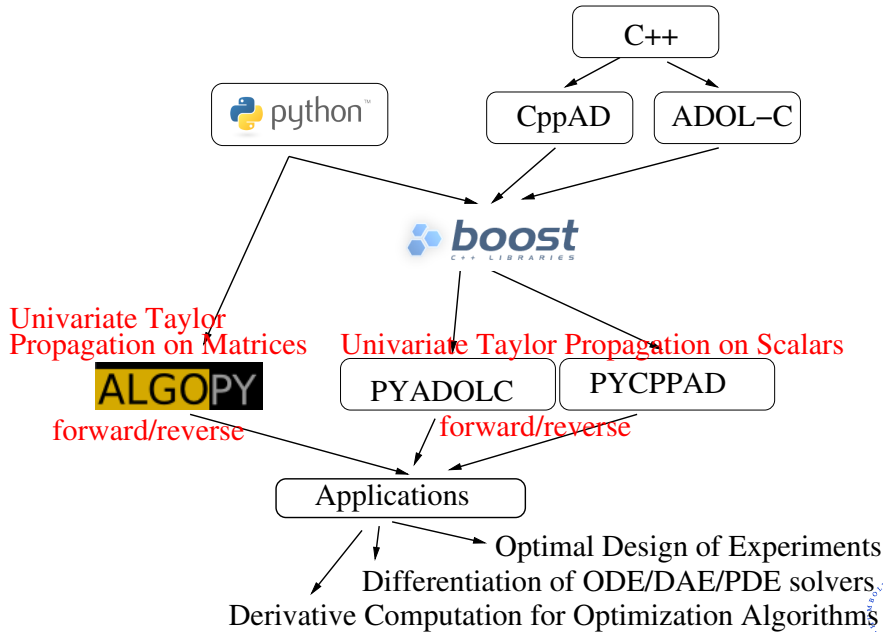 C++
python™
CppAD
ADOL–C
boost
C++ LIBRARIES
Univariate Taylor
Propagation on Matrices
Univariate Taylor Propagation on Scalars
ALGOPY
PYADOLC
PYCPPAD
forward/reverse
forward/reverse
Applications
Optimal Design of Experiments
Differentiation of ODE/DAE/PDE solvers
Derivative Computation for Optimization Algorithms